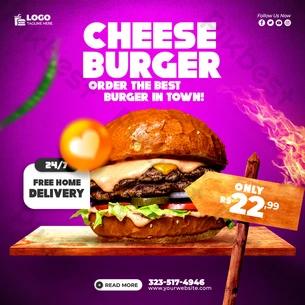 LOGO
TAGLINE HERE
Follow Us Now
CHEESE
BURGER
ORDER THE BEST
BURGER IN TOWN!
24/7
FREE HOME
DELIVERY
ONLY
R$22,99
READ MORE
323-517-4946
www.yourwebsite.com